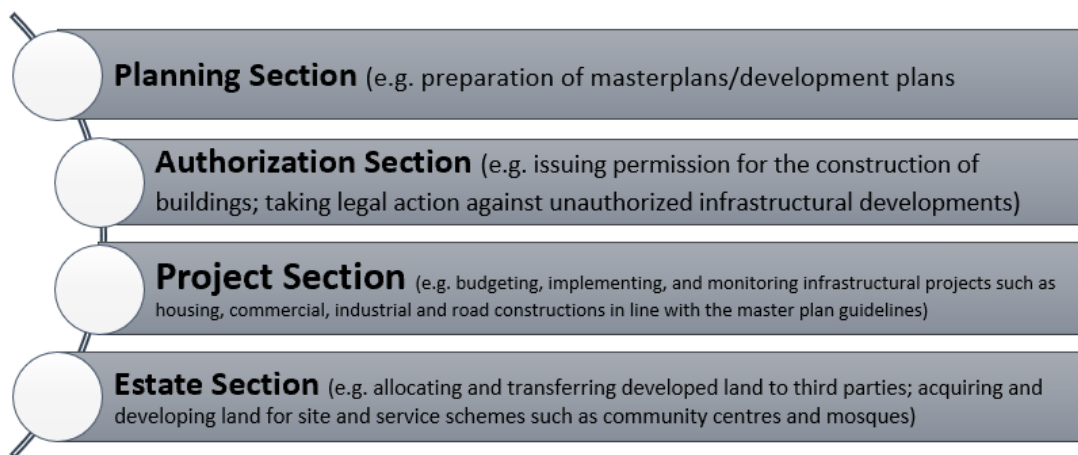 Planning Section (e.g. preparation of masterplans/development plans
Authorization Section (e.g. issuing permission for the construction of
buildings; taking legal action against unauthorized infrastructural developments)
Project Section (e.g. budgeting, implementing, and monitoring infrastructural projects such as
housing, commercial, industrial and road constructions in line with the master plan guidelines)
Estate Section (e.g. allocating and transferring developed land to third parties; acquiring and
developing land for site and service schemes such as community centres and mosques)